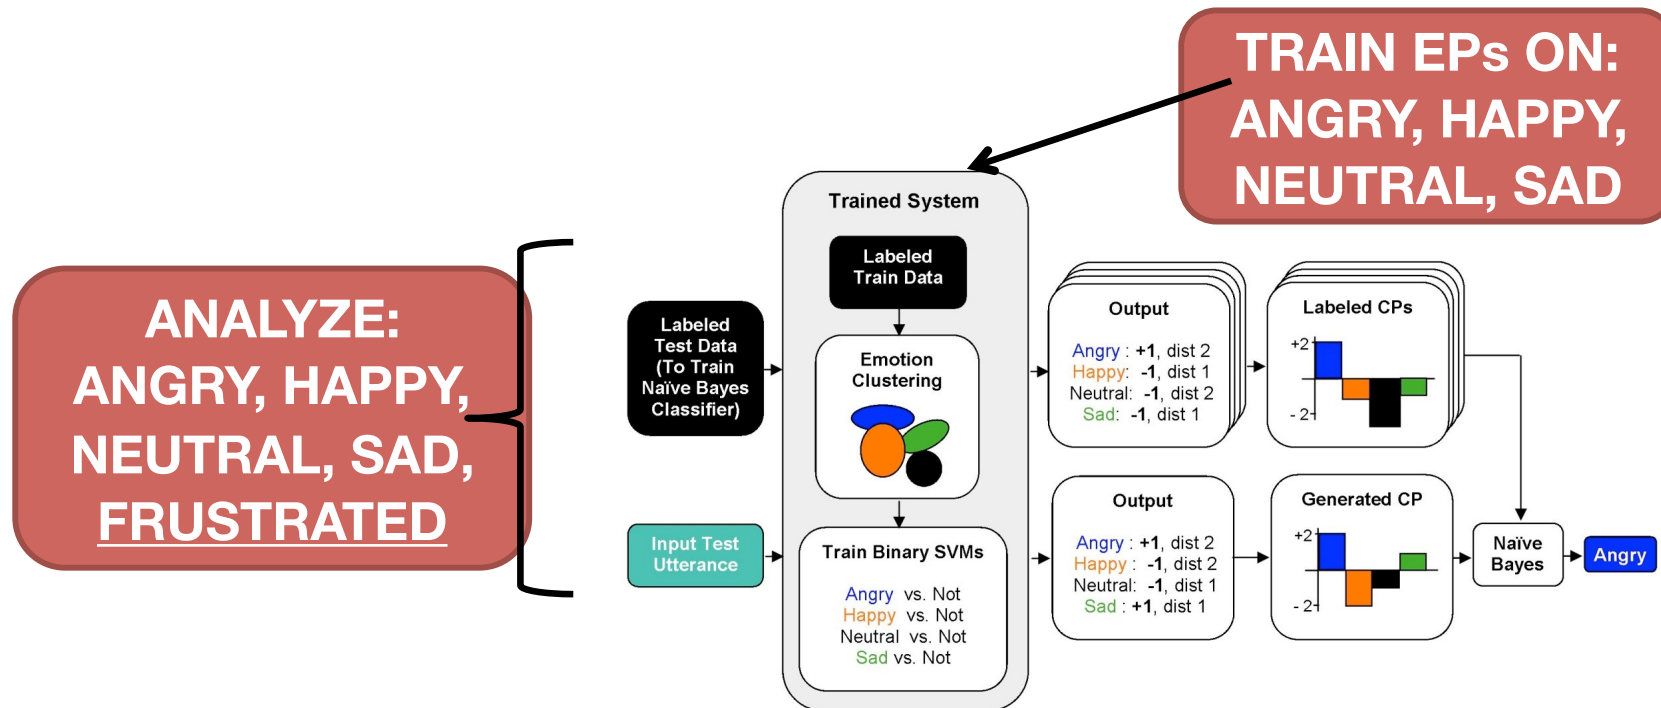 TRAIN EPs ON:
ANGRY, HAPPY,
NEUTRAL, SAD
ANALYZE:
ANGRY, HAPPY,
NEUTRAL, SAD,
FRUSTRATED
Trained System
Labeled
Train Data
Labeled
Test Data
(To Train
Naïve Bayes
Classifier)
Emotion
Clustering
Input Test
Utterance
Train Binary SVMs
Angry vs. Not
Happy vs. Not
Neutral vs. Not
Sad vs. Not
Output
Angry : +1, dist 2
Happy: -1, dist 1
Neutral: -1, dist 2
Sad: -1, dist 1
Labeled CPs
+2
- 2
Output
Angry : +1, dist 2
Happy : -1, dist 2
Neutral: -1, dist 1
Sad : +1, dist 1
Generated CP
+2
- 2
Naïve
Bayes
Angry